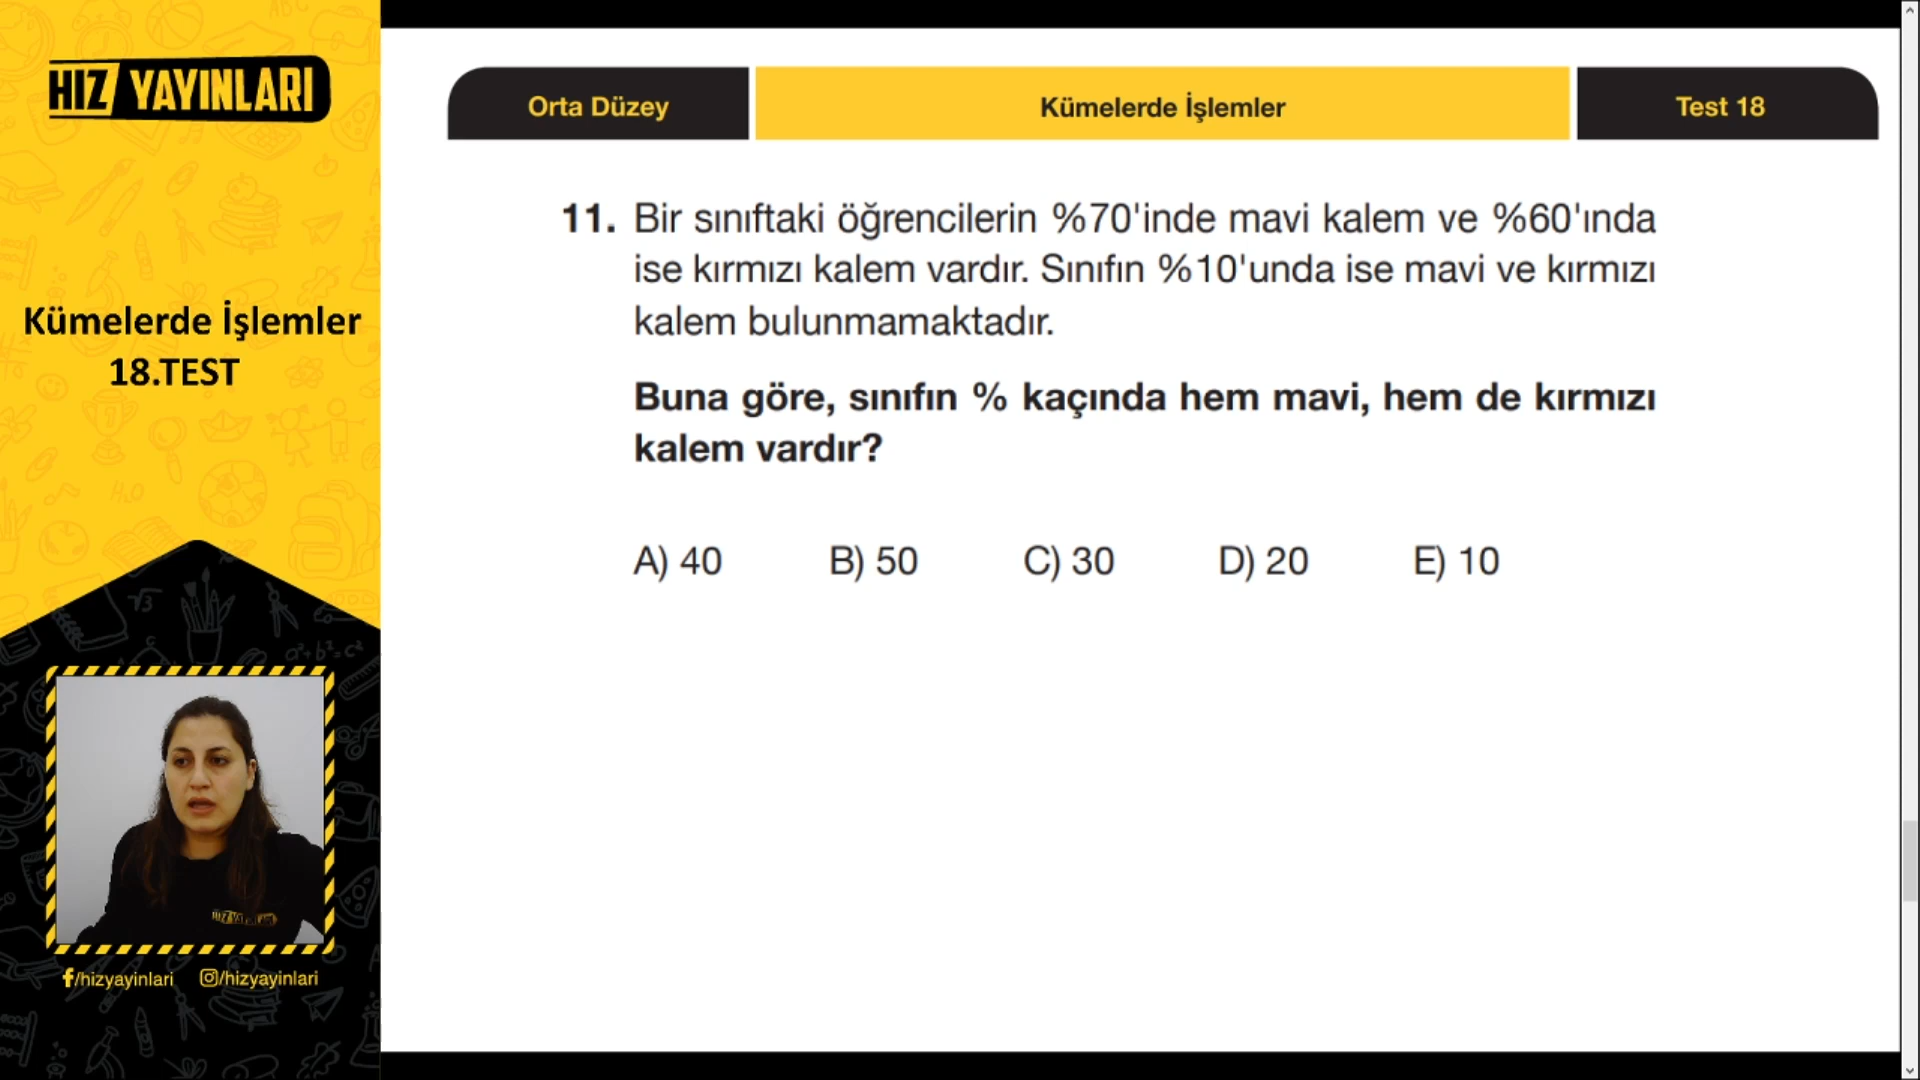 HIZ YAYINLARI
Kümelerde İşlemler
18.TEST
/hizyayinlari /hizyayinlari
Orta Düzey Kümelerde İşlemler Test 18
11. Bir sınıftaki öğrencilerin %70'inde mavi kalem ve %60'ında
ise kırmızı kalem vardır. Sınıfın %10'unda ise mavi ve kırmızı
kalem bulunmamaktadır.
Buna göre, sınıfın % kaçında hem mavi, hem de kırmızı
kalem vardır?
A) 40 B) 50 C) 30 D) 20 E) 10